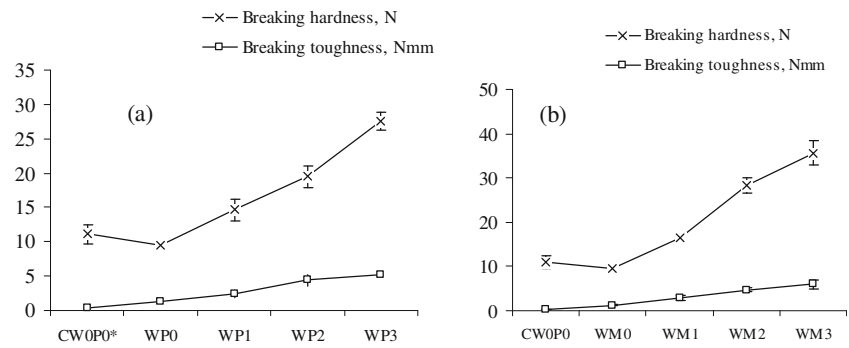 Breaking hardness, N
Breaking toughness, Nmm
35
30
25
20
15
10
5
0
(a)
CW0P0* WP0 WP1 WP2 WP3
Breaking hardness, N
Breaking toughness, Nmm
50
40
30
20
10
0
(b)
CW0P0 WM0 WM1 WM2 WM3